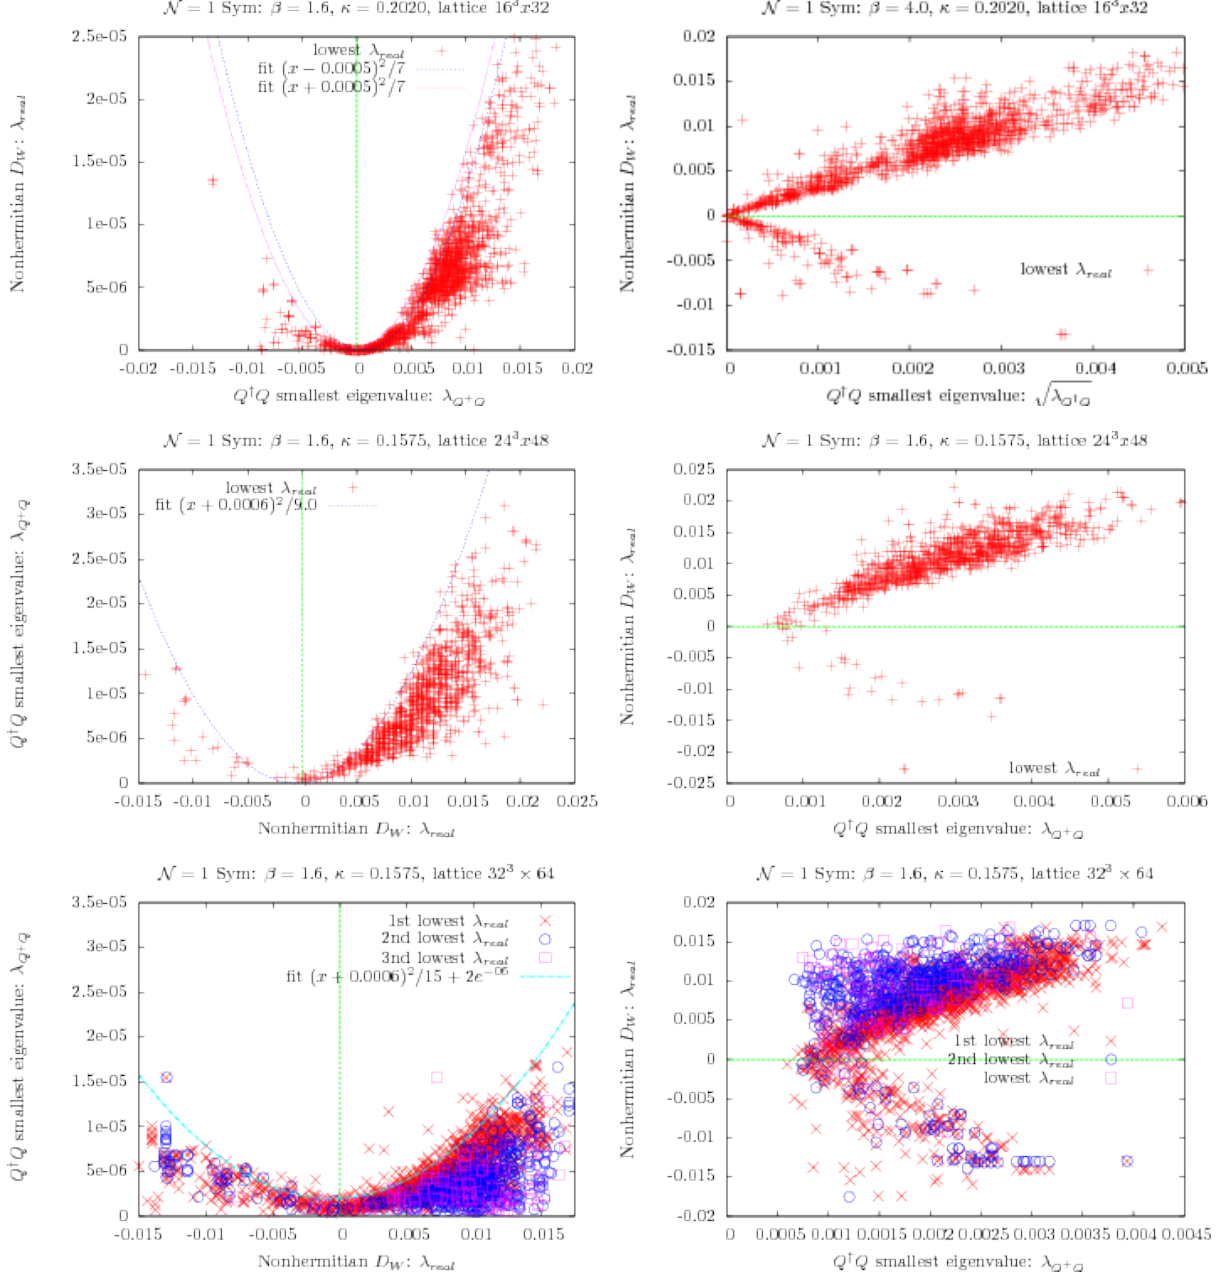 𝒩 = 1 Sym: β = 1.6, κ = 0.2020, lattice 16³x32
2.5e-05
2e-05
1.5e-05
1e-05
5e-06
0
-0.02 -0.015 -0.01 -0.005 0 0.005 0.01 0.015 0.02
lowest λ_real
fit (x − 0.0005)²/7
fit (x + 0.0005)²/7
Nonhermitian D_W: λ_real
Q†Q smallest eigenvalue: λ_Q+Q
𝒩 = 1 Sym: β = 4.0, κ = 0.2020, lattice 16³x32
0.02
0.015
0.01
0.005
0
-0.005
-0.01
-0.015
0 0.001 0.002 0.003 0.004 0.005
lowest λ_real
Nonhermitian D_W: λ_real
Q†Q smallest eigenvalue: √λ_Q†Q
𝒩 = 1 Sym: β = 1.6, κ = 0.1575, lattice 24³x48
3.5e-05
3e-05
2.5e-05
2e-05
1.5e-05
1e-05
5e-06
0
-0.015 -0.01 -0.005 0 0.005 0.01 0.015 0.02 0.025
lowest λ_real
fit (x + 0.0006)²/9.0
Q†Q smallest eigenvalue: λ_Q+Q
Nonhermitian D_W: λ_real
𝒩 = 1 Sym: β = 1.6, κ = 0.1575, lattice 24³x48
0.025
0.02
0.015
0.01
0.005
0
-0.005
-0.01
-0.015
-0.02
-0.025
0 0.001 0.002 0.003 0.004 0.005 0.006
lowest λ_real
Nonhermitian D_W: λ_real
Q†Q smallest eigenvalue: λ_Q+Q
𝒩 = 1 Sym: β = 1.6, κ = 0.1575, lattice 32³ × 64
3.5e-05
3e-05
2.5e-05
2e-05
1.5e-05
1e-05
5e-06
0
-0.015 -0.01 -0.005 0 0.005 0.01 0.015
1st lowest λ_real
2nd lowest λ_real
3nd lowest λ_real
fit (x + 0.0006)²/15 + 2e^−06
Q†Q smallest eigenvalue: λ_Q+Q
Nonhermitian D_W: λ_real
𝒩 = 1 Sym: β = 1.6, κ = 0.1575, lattice 32³ × 64
0.02
0.015
0.01
0.005
0
-0.005
-0.01
-0.015
-0.02
0 0.0005 0.001 0.0015 0.002 0.0025 0.003 0.0035 0.004 0.0045
1st lowest λ_real
2nd lowest λ_real
lowest λ_real
Nonhermitian D_W: λ_real
Q†Q smallest eigenvalue: λ_Q+Q